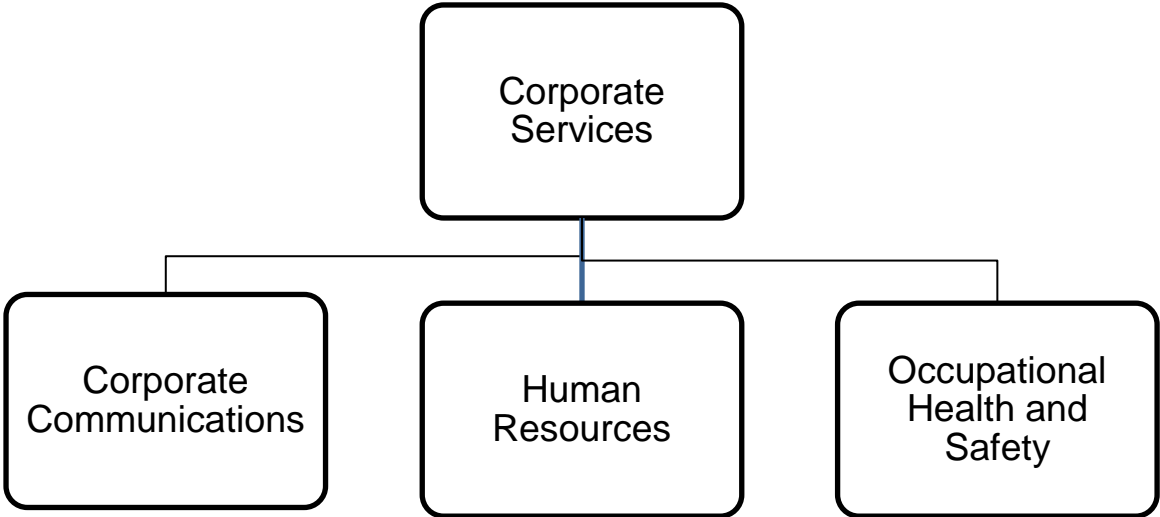 Corporate
Services
Corporate
Communications
Human
Resources
Occupational
Health and
Safety